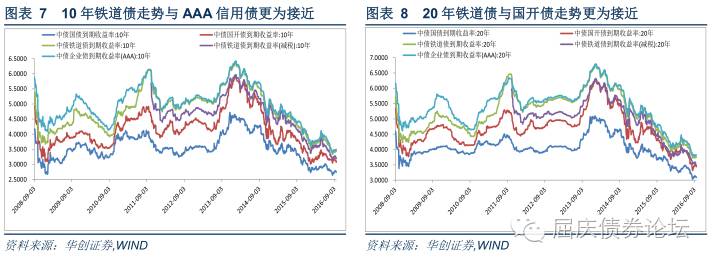 图表 7 10 年铁道债走势与 AAA 信用债更为接近
中债国债到期收益率:10年
中债国开债到期收益率:10年
中债铁道债到期收益率:10年
中债铁道债到期收益率(减税):10年
中债企业债到期收益率(AAA):10年
6.5000
6.0000
5.5000
5.0000
4.5000
4.0000
3.5000
3.0000
2.5000
2008-09-03
2009-09-03
2010-09-03
2011-09-03
2012-09-03
2013-09-03
2014-09-03
2015-09-03
2016-09-03
资料来源：华创证券,WIND
图表 8 20 年铁道债与国开债走势更为接近
中债国债到期收益率:20年
中债国开债到期收益率:20年
中债铁道债到期收益率:20年
中债铁道债到期收益率(减税):20年
中债企业债到期收益率(AAA):20年
7.0000
6.5000
6.0000
5.5000
5.0000
4.5000
4.0000
3.5000
3.0000
2008-09-03
2009-09-03
2010-09-03
2011-09-03
2012-09-03
2013-09-03
2014-09-03
2015-09-03
2016-09-03
资料来源：华创证券,WIND
屈庆债券论坛